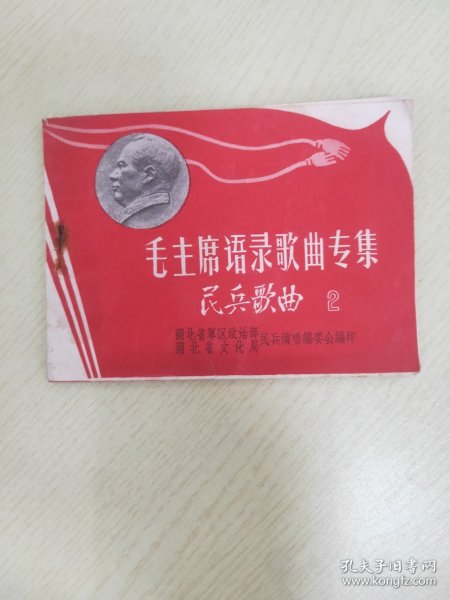 毛主席语录歌曲专集
民兵歌曲 2
湖北省军区政治部
湖北省文化局
民兵演唱编委会编印
孔夫子旧书网
www.kongfz.com